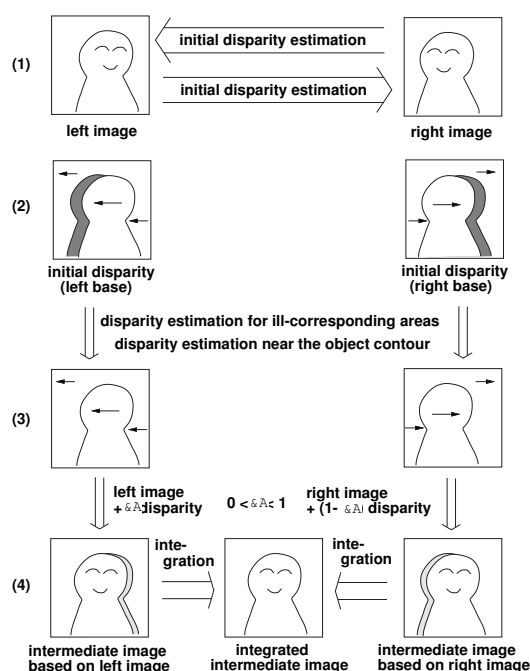 initial disparity estimation
(1)
initial disparity estimation
left image
right image
(2)
initial disparity
(left base)
initial disparity
(right base)
disparity estimation for ill-corresponding areas
disparity estimation near the object contour
(3)
left image
+ &A disparity
0 < &A < 1
right image
+ (1- &A) disparity
inte-
gration
inte-
gration
(4)
intermediate image
based on left image
integrated
intermediate image
intermediate image
based on right image